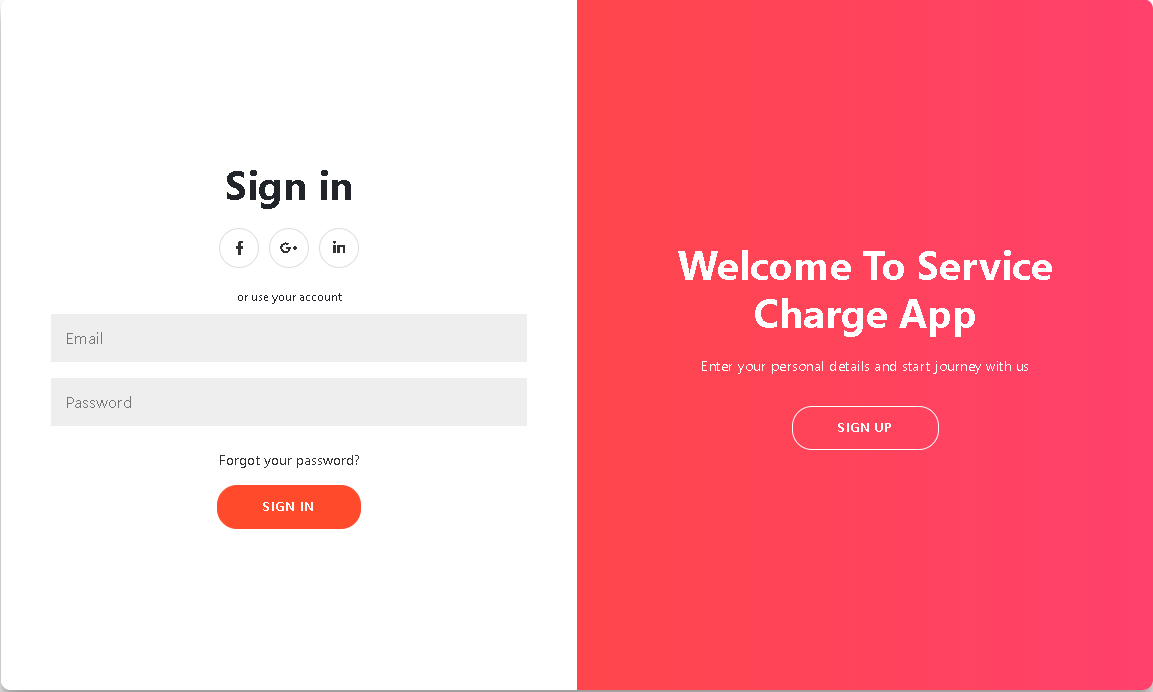 Sign in
f G+ in
or use your account
Email
Password
Forgot your password?
SIGN IN
Welcome To Service
Charge App
Enter your personal details and start journey with us
SIGN UP